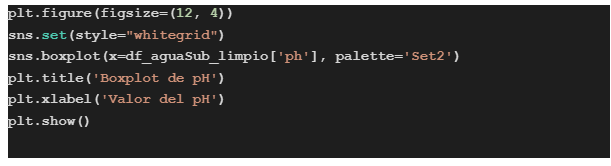 plt.figure(figsize=(12, 4))
sns.set(style="whitegrid")
sns.boxplot(x=df_aguaSub_limpio['ph'], palette='Set2')
plt.title('Boxplot de pH')
plt.xlabel('Valor del pH')
plt.show()